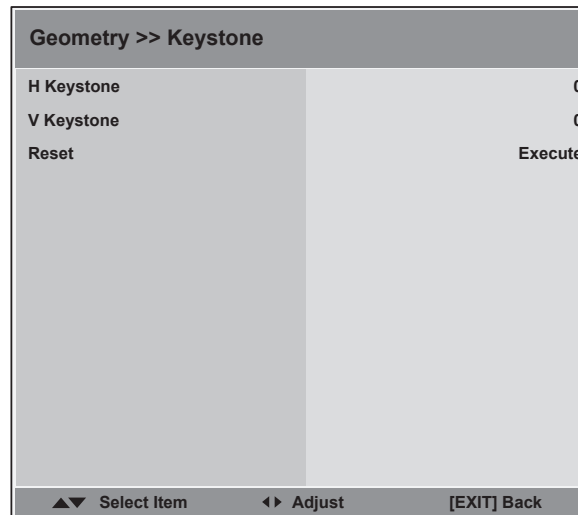 Geometry >> Keystone
H Keystone 0
V Keystone 0
Reset Execute
▲▼ Select Item ◀▶ Adjust [EXIT] Back